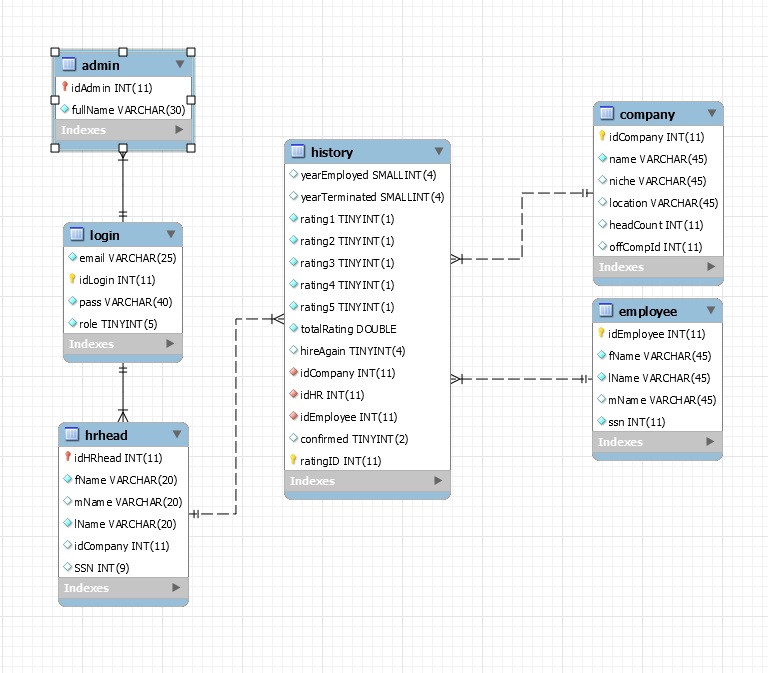 admin
idAdmin INT(11)
fullName VARCHAR(30)
Indexes
login
email VARCHAR(25)
idLogin INT(11)
pass VARCHAR(40)
role TINYINT(5)
Indexes
hrhead
idHRhead INT(11)
fName VARCHAR(20)
mName VARCHAR(20)
lName VARCHAR(20)
idCompany INT(11)
SSN INT(9)
Indexes
history
yearEmployed SMALLINT(4)
yearTerminated SMALLINT(4)
rating1 TINYINT(1)
rating2 TINYINT(1)
rating3 TINYINT(1)
rating4 TINYINT(1)
rating5 TINYINT(1)
totalRating DOUBLE
hireAgain TINYINT(4)
idCompany INT(11)
idHR INT(11)
idEmployee INT(11)
confirmed TINYINT(2)
ratingID INT(11)
Indexes
company
idCompany INT(11)
name VARCHAR(45)
niche VARCHAR(45)
location VARCHAR(45)
headCount INT(11)
offCompId INT(11)
Indexes
employee
idEmployee INT(11)
fName VARCHAR(45)
lName VARCHAR(45)
mName VARCHAR(45)
ssn INT(11)
Indexes